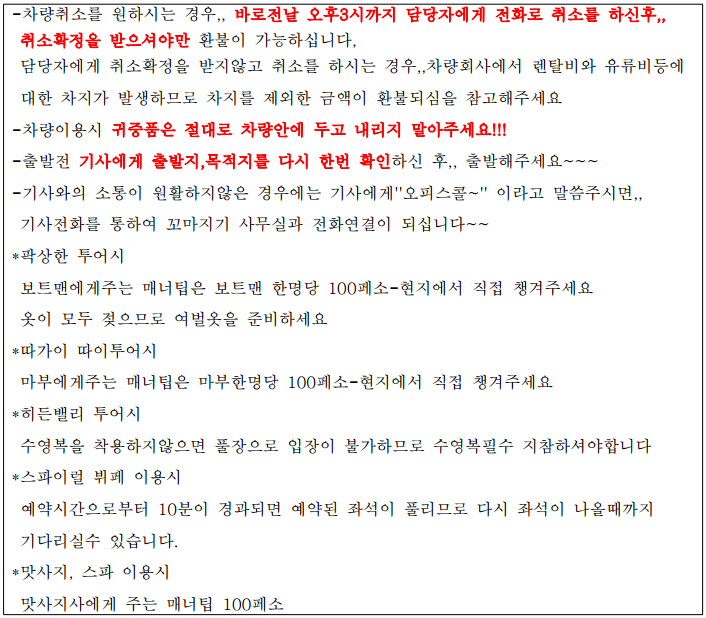 -차량취소를 원하시는 경우,, 바로전날 오후3시까지 담당자에게 전화로 취소를 하신후,,
취소확정을 받으셔야만 환불이 가능하십니다,
담당자에게 취소확정을 받지않고 취소를 하시는 경우,,차량회사에서 렌탈비와 유류비등에
대한 차지가 발생하므로 차지를 제외한 금액이 환불되심을 참고해주세요
-차량이용시 귀중품은 절대로 차량안에 두고 내리지 말아주세요!!!
-출발전 기사에게 출발지,목적지를 다시 한번 확인하신 후,, 출발해주세요~~~
-기사와의 소통이 원활하지않은 경우에는 기사에게"오피스콜~" 이라고 말씀주시면,,
기사전화를 통하여 꼬마지기 사무실과 전화연결이 되십니다~~
*팍상한 투어시
보트맨에게주는 매너팁은 보트맨 한명당 100페소-현지에서 직접 챙겨주세요
옷이 모두 젖으므로 여벌옷을 준비하세요
*따가이 따이투어시
마부에게주는 매너팁은 마부한명당 100페소-현지에서 직접 챙겨주세요
*히든밸리 투어시
수영복을 착용하지않으면 풀장으로 입장이 불가하므로 수영복필수 지참하셔야합니다
*스파이럴 뷔페 이용시
예약시간으로부터 10분이 경과되면 예약된 좌석이 풀리므로 다시 좌석이 나올때까지
기다리실수 있습니다.
*맛사지, 스파 이용시
맛사지사에게 주는 매너팁 100페소